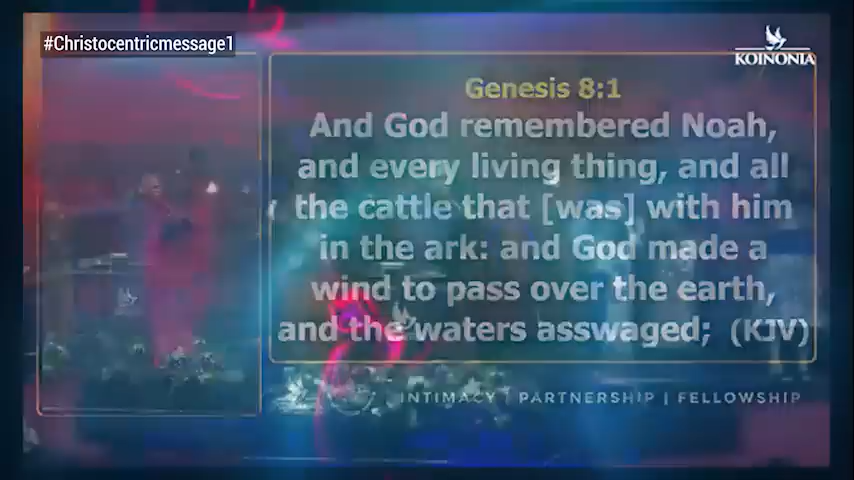 #Christocentricmessage1
KOINONIA
Genesis 8:1
And God remembered Noah,
and every living thing, and all
the cattle that [was] with him
in the ark: and God made a
wind to pass over the earth,
and the waters asswaged; (KJV)
INTIMACY | PARTNERSHIP | FELLOWSHIP